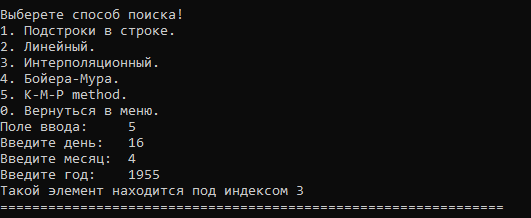 Выберете способ поиска!
1. Подстроки в строке.
2. Линейный.
3. Интерполяционный.
4. Бойера-Мура.
5. K-M-P method.
0. Вернуться в меню.
Поле ввода: 5
Введите день: 16
Введите месяц: 4
Введите год: 1955
Такой элемент находится под индексом 3
===============================================================